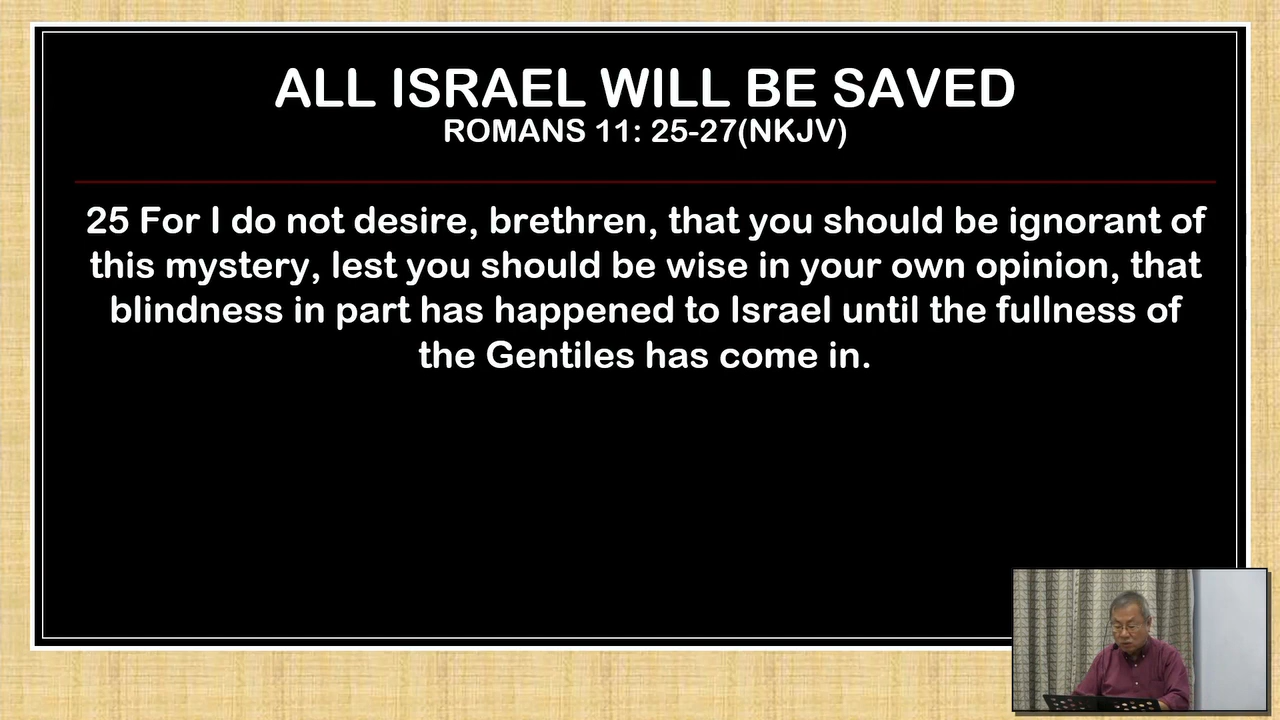 ALL ISRAEL WILL BE SAVED
ROMANS 11: 25-27(NKJV)
25 For I do not desire, brethren, that you should be ignorant of
this mystery, lest you should be wise in your own opinion, that
blindness in part has happened to Israel until the fullness of
the Gentiles has come in.